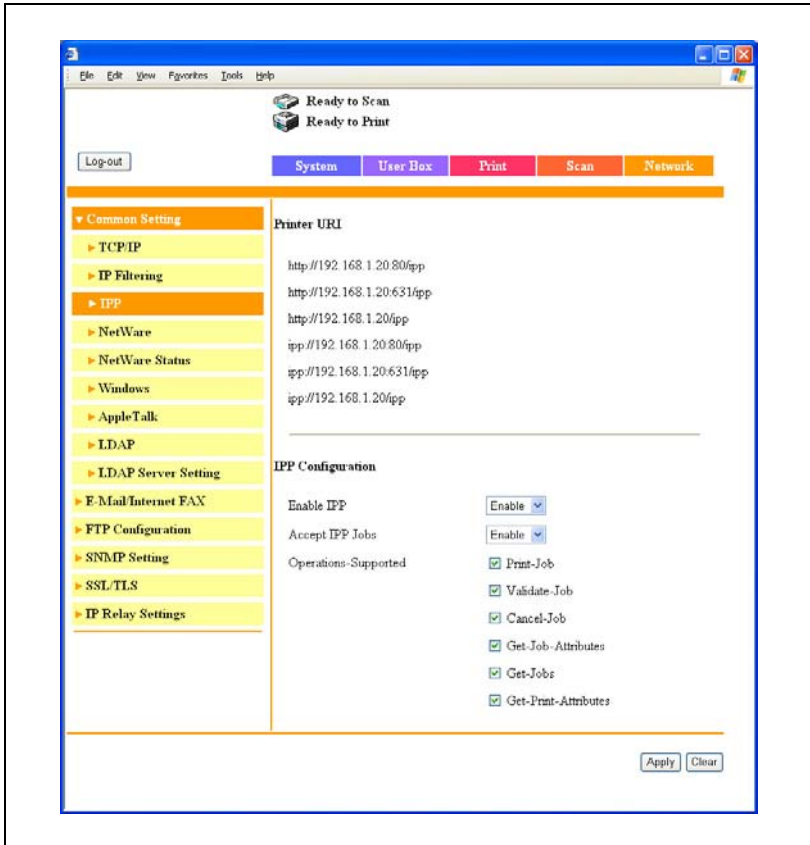 File Edit View Favorites Tools Help
Ready to Scan
Ready to Print
Log-out
System User Box Print Scan Network
Common Setting
TCP/IP
IP Filtering
IPP
NetWare
NetWare Status
Windows
AppleTalk
LDAP
LDAP Server Setting
E-Mail/Internet FAX
FTP Configuration
SNMP Setting
SSL/TLS
IP Relay Settings
Printer URI
http://192.168.1.20:80/ipp
http://192.168.1.20:631/ipp
http://192.168.1.20/ipp
ipp://192.168.1.20:80/ipp
ipp://192.168.1.20:631/ipp
ipp://192.168.1.20/ipp
IPP Configuration
Enable IPP Enable
Accept IPP Jobs Enable
Operations-Supported Print-Job
Validate-Job
Cancel-Job
Get-Job-Attributes
Get-Jobs
Get-Print-Attributes
Apply Clear